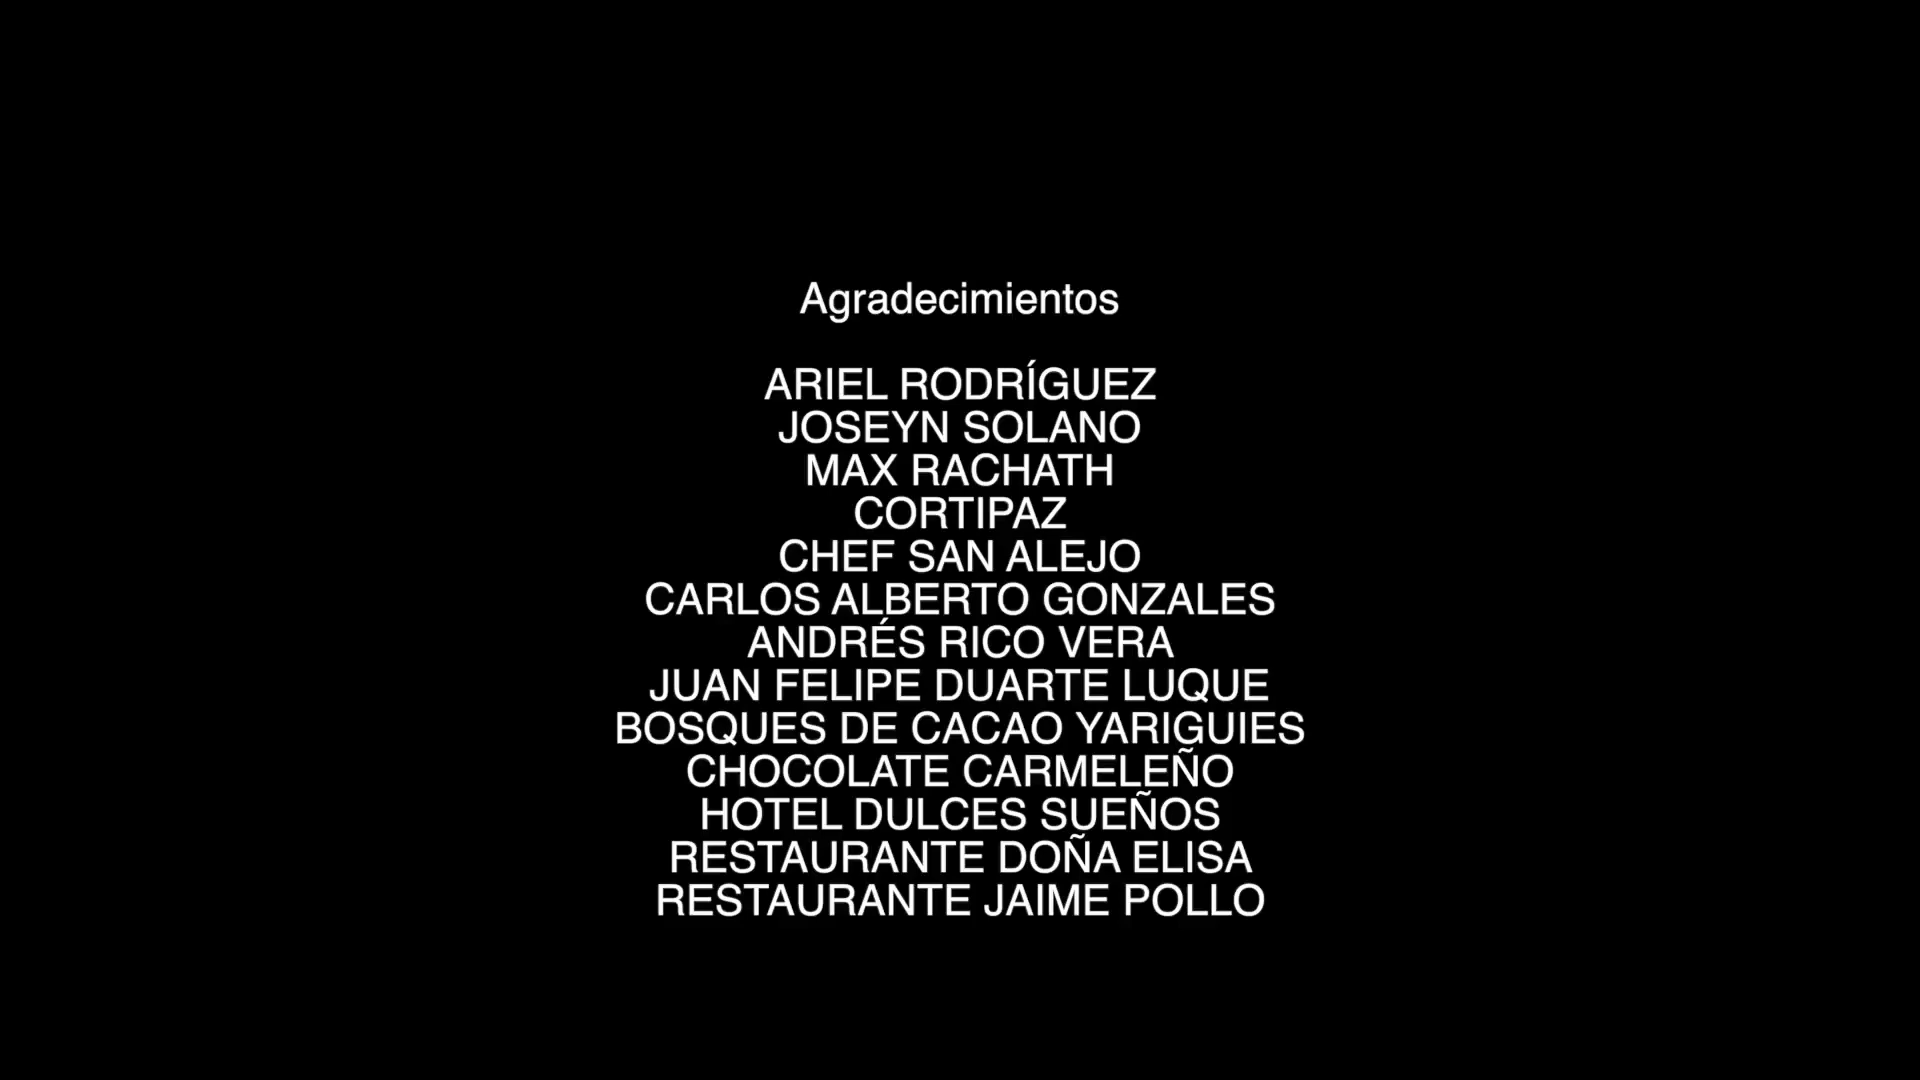 Agradecimientos
ARIEL RODRÍGUEZ
JOSEYN SOLANO
MAX RACHATH
CORTIPAZ
CHEF SAN ALEJO
CARLOS ALBERTO GONZALES
ANDRÉS RICO VERA
JUAN FELIPE DUARTE LUQUE
BOSQUES DE CACAO YARIGUIES
CHOCOLATE CARMELEÑO
HOTEL DULCES SUEÑOS
RESTAURANTE DOÑA ELISA
RESTAURANTE JAIME POLLO